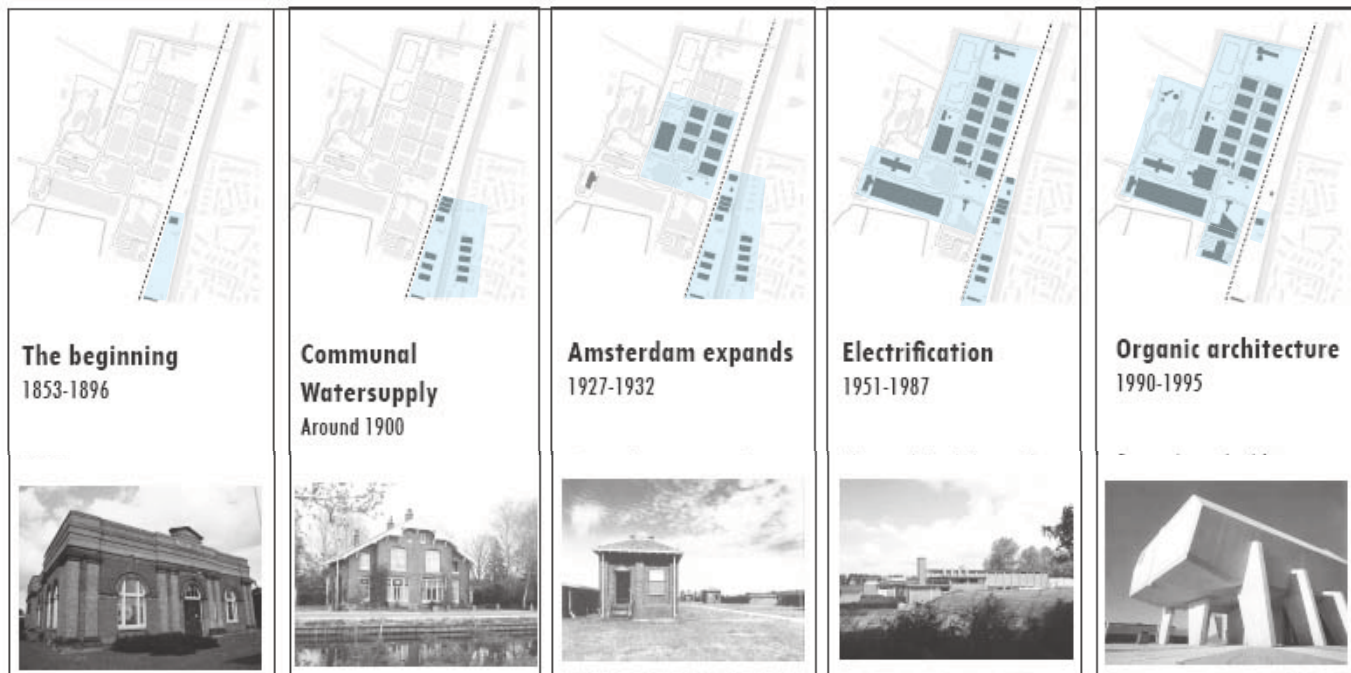 The beginning
1853-1896
Communal
Watersupply
Around 1900
Amsterdam expands
1927-1932
Electrification
1951-1987
Organic architecture
1990-1995